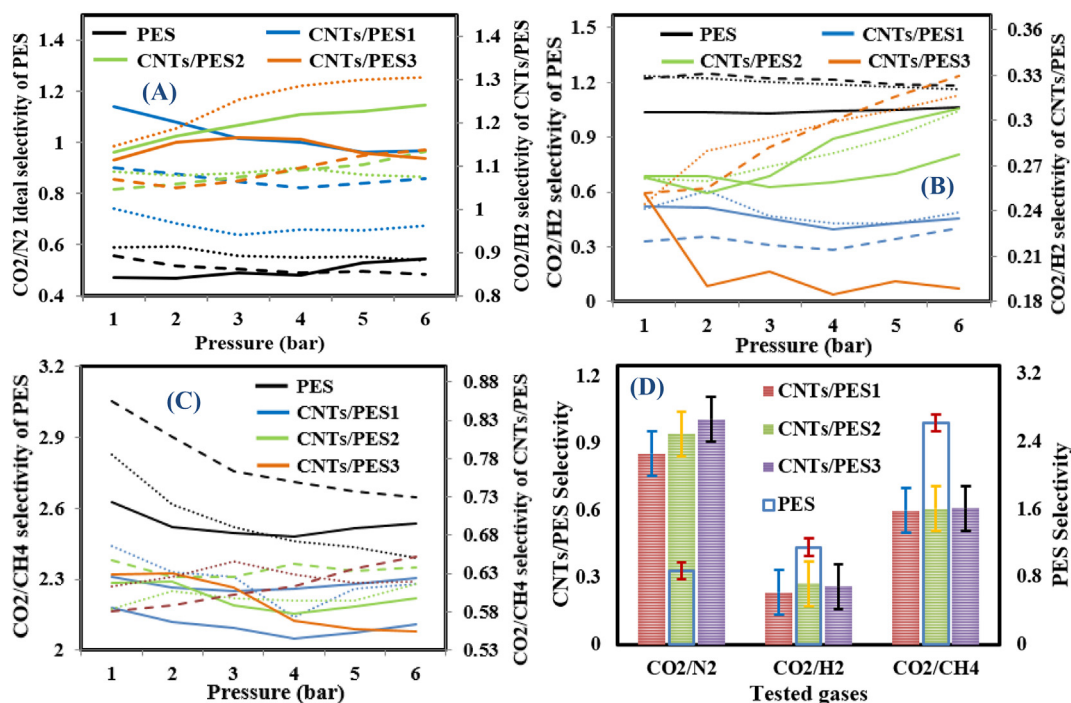 PES
CNTs/PES1
CNTs/PES2
CNTs/PES3
(A)
CO2/N2 Ideal selectivity of PES
1.4
1.2
1
0.8
0.6
0.4
1.4
1.3
1.2
1.1
1
0.9
0.8
CO2/H2 selectivity of CNTs/PES
1 2 3 4 5 6
Pressure (bar)
PES
CNTs/PES1
CNTs/PES2
CNTs/PES3
(B)
CO2/H2 selectivity of PES
1.5
1.2
0.9
0.6
0.3
0
0.36
0.33
0.3
0.27
0.24
0.21
0.18
CO2/H2 selectivity of CNTs/PES
1 2 3 4 5 6
Pressure (bar)
(C)
PES
CNTs/PES1
CNTs/PES2
CNTs/PES3
CO2/CH4 selectivity of PES
3.2
2.9
2.6
2.3
2
0.88
0.83
0.78
0.73
0.68
0.63
0.58
0.53
CO2/CH4 selectivity of CNTs/PES
1 2 3 4 5 6
Pressure (bar)
(D)
CNTs/PES1
CNTs/PES2
CNTs/PES3
PES
CNTs/PES Selectivity
1.2
0.9
0.6
0.3
0
3.2
2.4
1.6
0.8
0
PES Selectivity
CO2/N2 CO2/H2 CO2/CH4
Tested gases